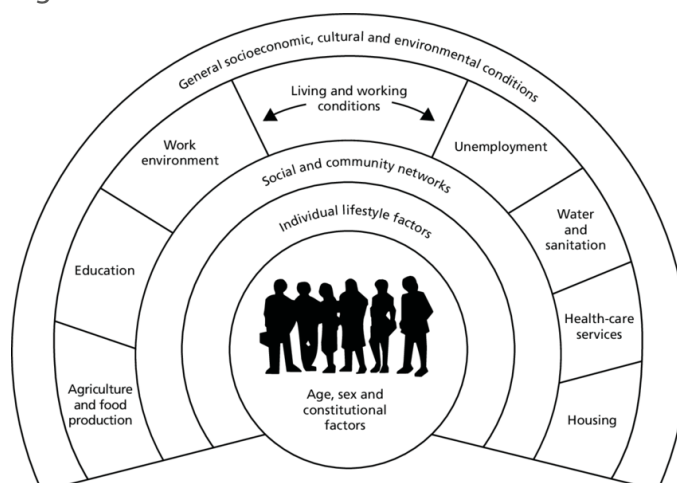 General socioeconomic, cultural and environmental conditions
Living and working
conditions
Work
environment
Unemployment
Social and community networks
Water
and
sanitation
Individual lifestyle factors
Education
Health-care
services
Agriculture
and food
production
Age, sex and
constitutional
factors
Housing